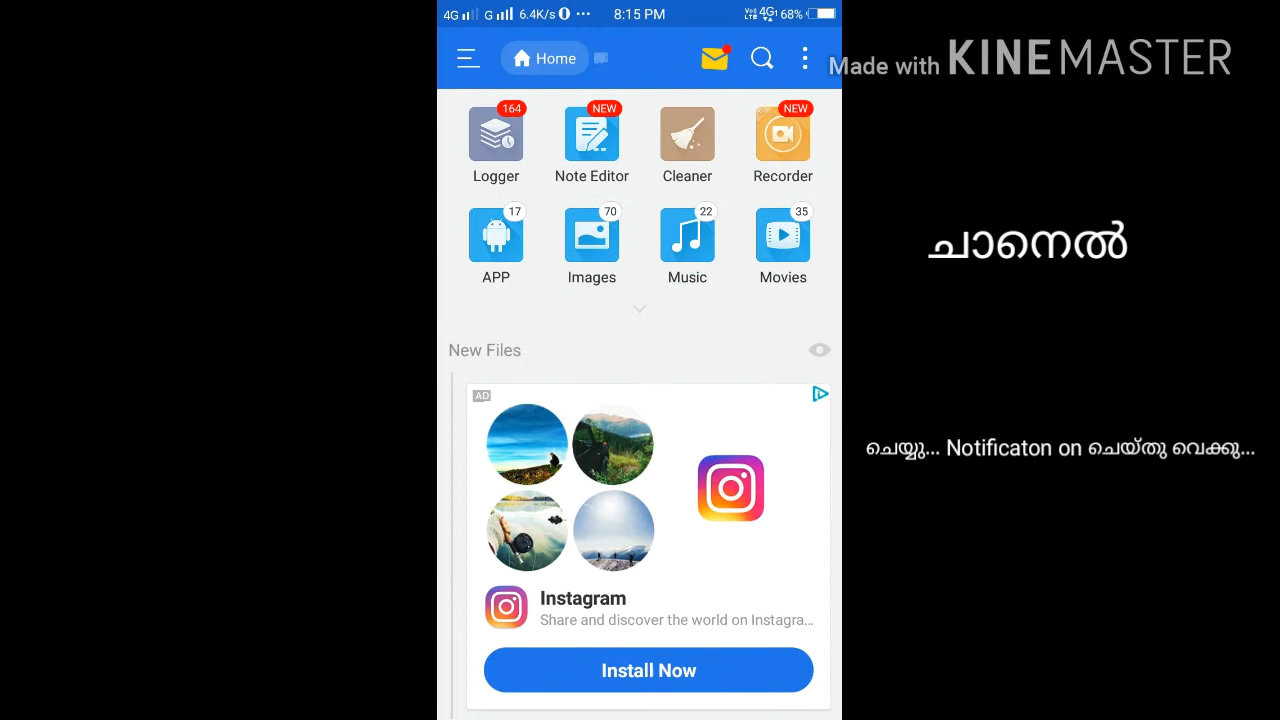 4G G 6.4K/s 8:15 PM VoLTE 4G1 68%
Home
Made with KINEMASTER
164 NEW NEW
Logger Note Editor Cleaner Recorder
17 70 22 35
APP Images Music Movies
ചാനെൽ
New Files
AD
ചെയ്യു... Notificaton on ചെയ്തു വെക്കു...
Instagram
Share and discover the world on Instagra...
Install Now